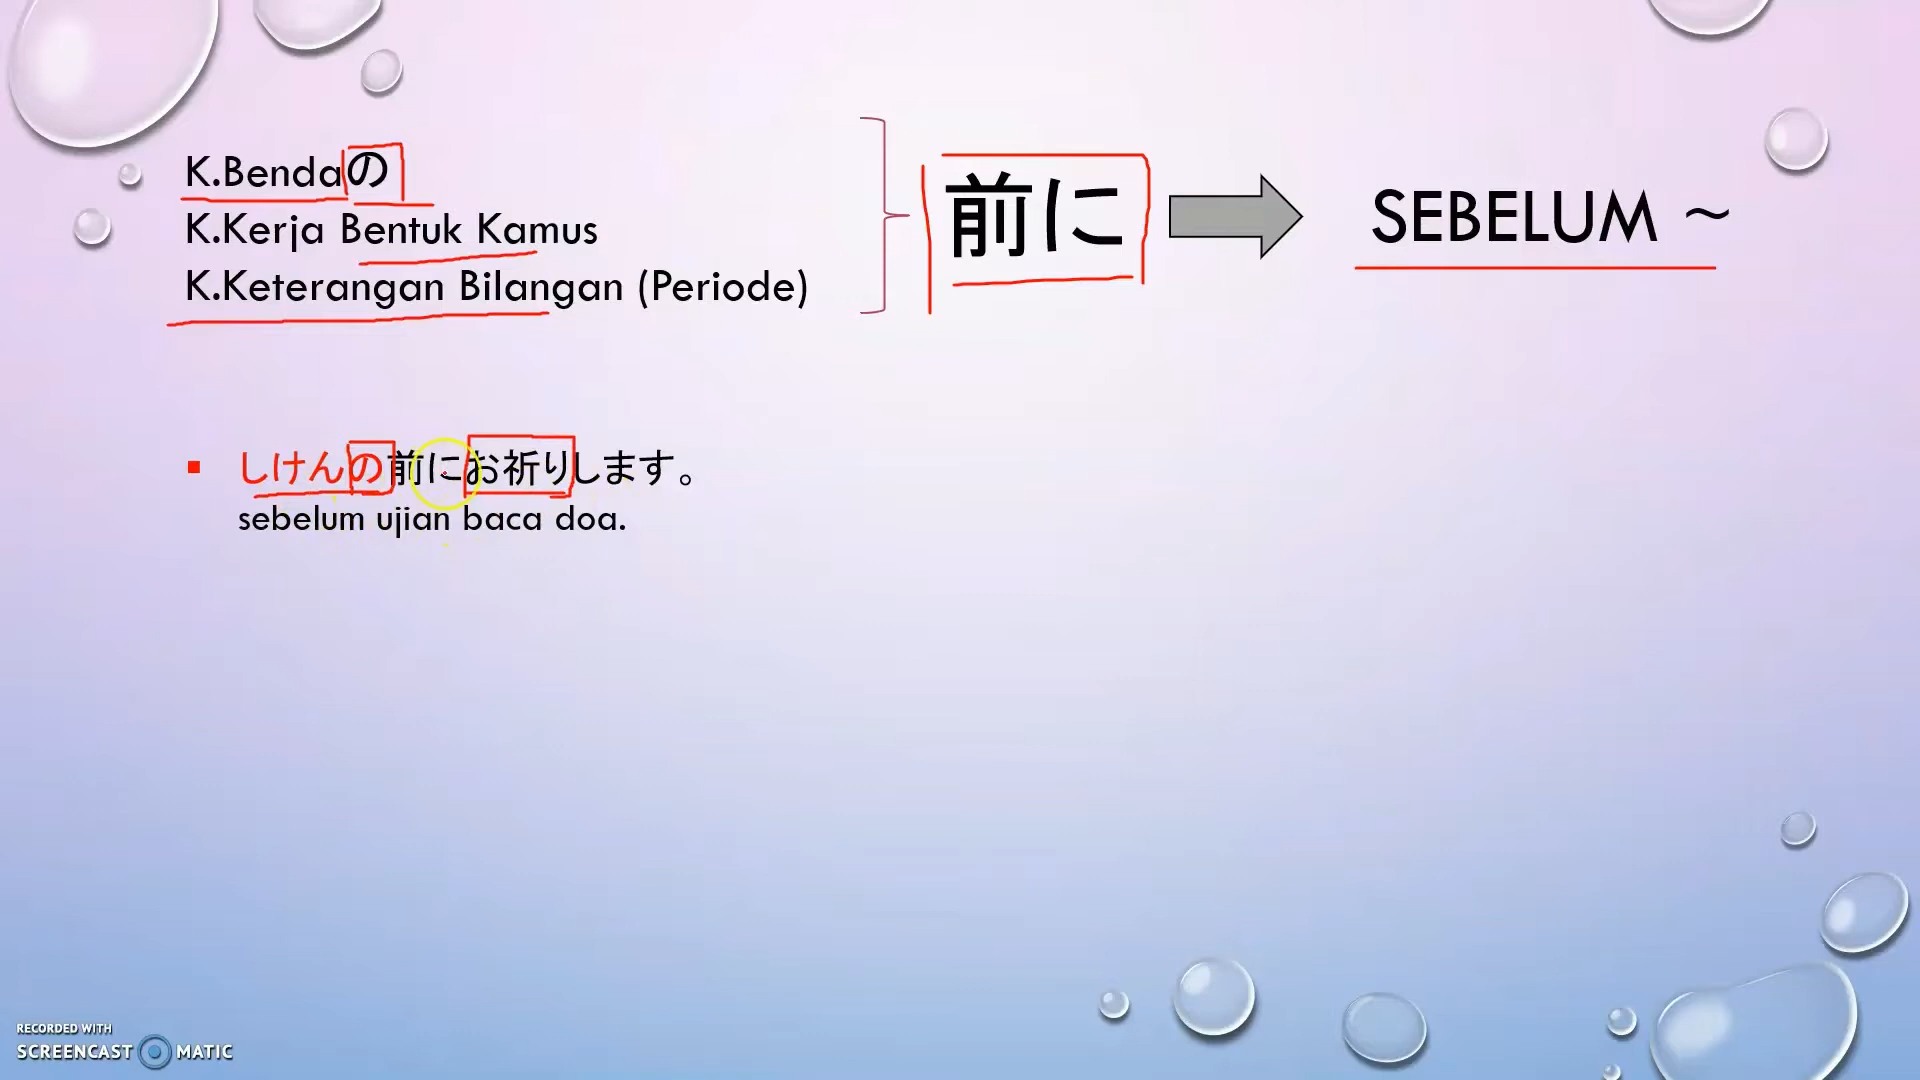 K.Bendaの
K.Kerja Bentuk Kamus
K.Keterangan Bilangan (Periode)
前に
SEBELUM ~
しけんの前にお祈りします。
sebelum ujian baca doa.
RECORDED WITH
SCREENCAST MATIC